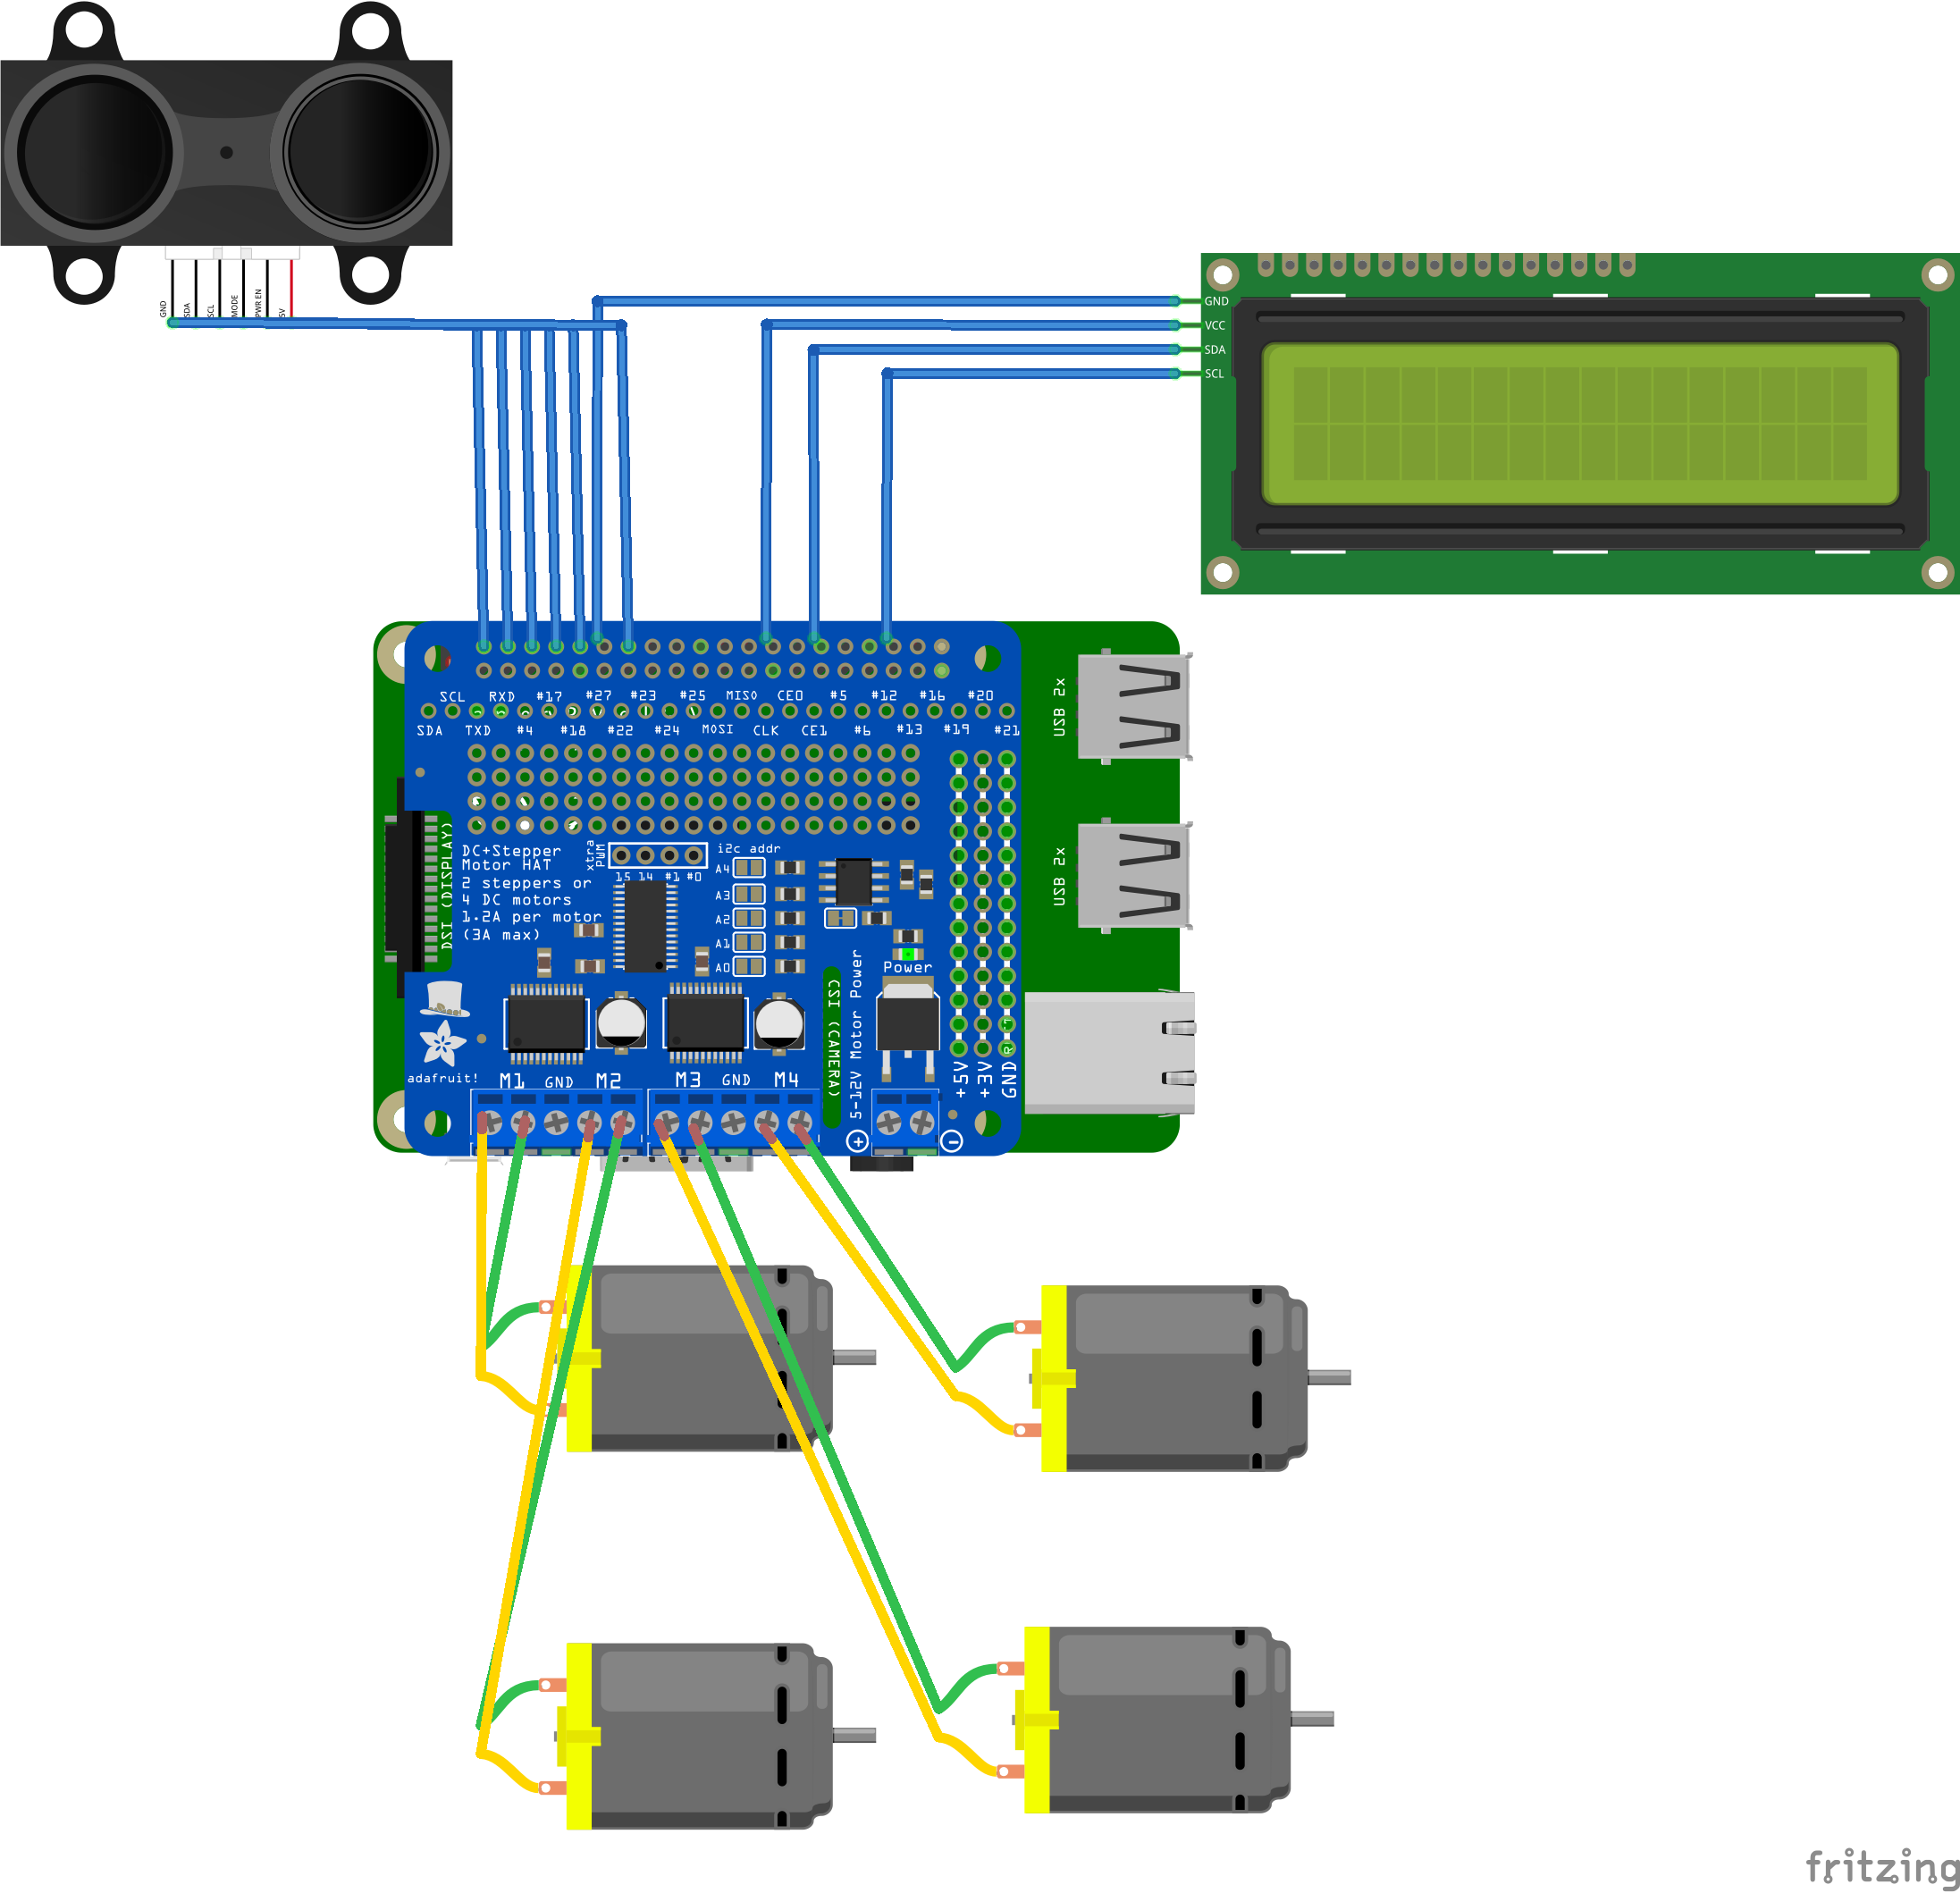 GND
SDA
SCL
MODE
PWR EN
5V
GND
VCC
SDA
SCL
SCL RXD #17 #27 #23 #25 MISO CE0 #5 #12 #16 #20
SDA TXD #4 #18 #22 #24 MOSI CLK CE1 #6 #13 #19 #21
USB 2x
USB 2x
DSI (DISPLAY)
DC+Stepper
Motor HAT
2 steppers or
4 DC motors
1.2A per motor
(3A max)
xtra
PWM
15 14 #1 #0
i2c addr
A4
A3
A2
A1
A0
Power
CSI (CAMERA)
5-12V Motor Power
+5V
+3V
GND
adafruit!
M1 GND M2 M3 GND M4
+ -
fritzing